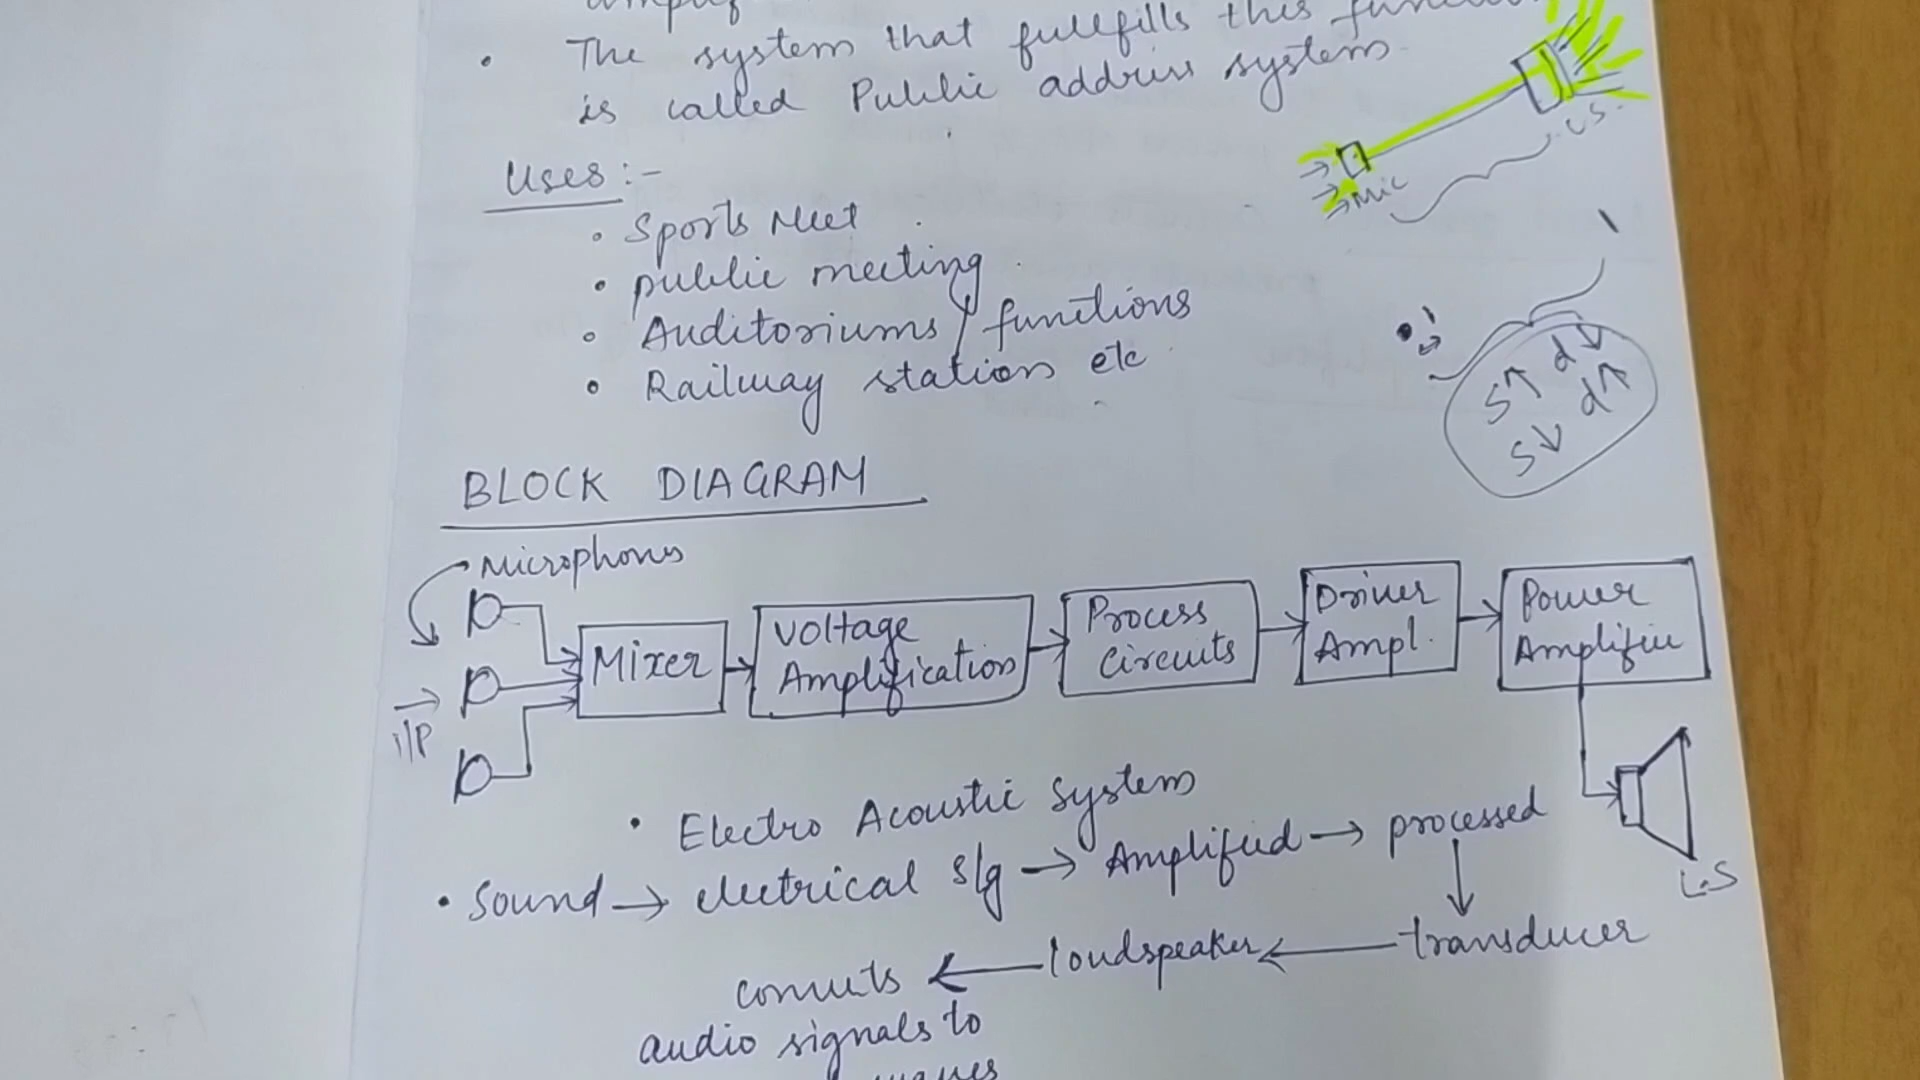 • The system that fullfills this
is called Public address system
Mic
L.S.
Uses :-
• Sports Meet
• public meeting
• Auditoriums / functions
• Railway station etc
S↑ d↓
S↓ d↑
BLOCK DIAGRAM
Microphones
i/p
Mixer
Voltage
Amplification
Process
Circuits
Driver
Ampl.
Power
Amplifier
L.S
• Electro Acoustic System
• Sound → electrical s/g → Amplified → processed
converts ← loudspeaker ← transducer
audio signals to
waves